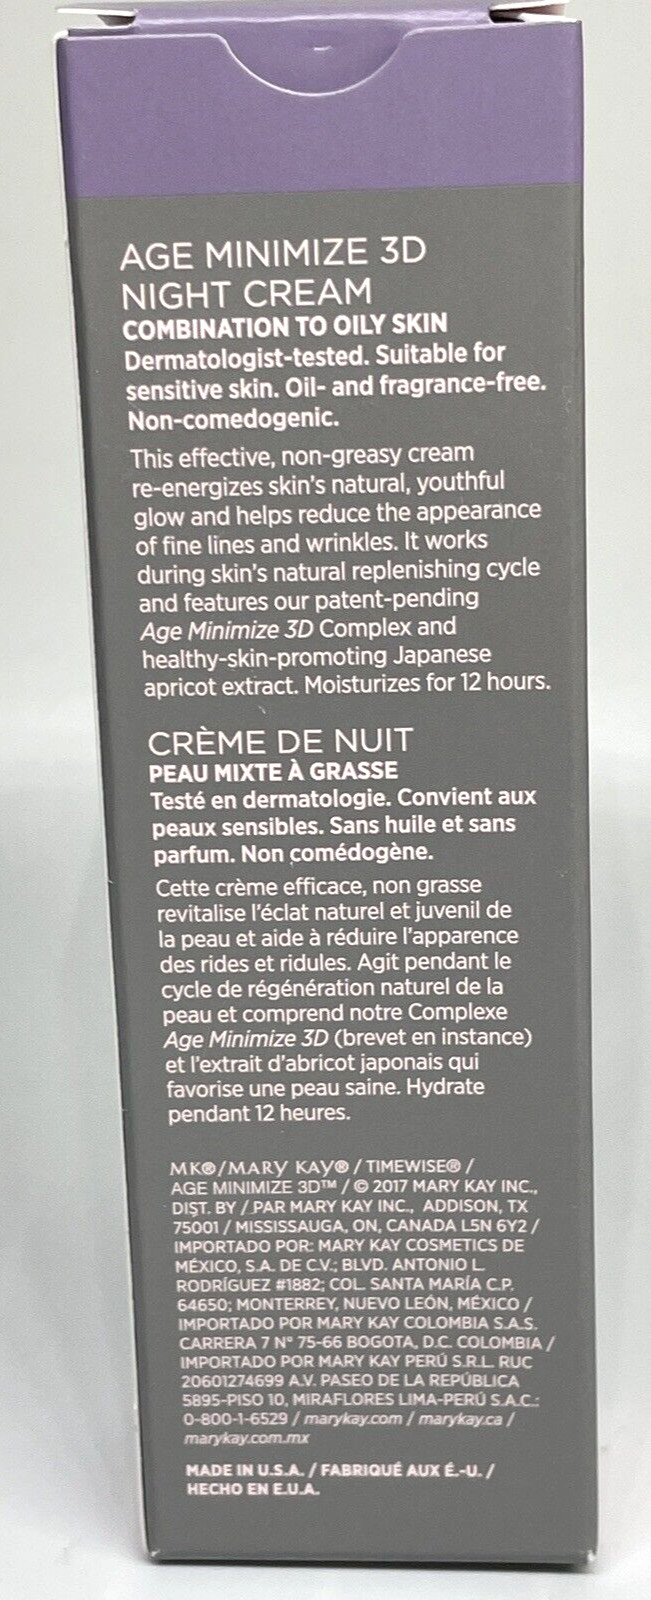 AGE MINIMIZE 3D
NIGHT CREAM
COMBINATION TO OILY SKIN
Dermatologist-tested. Suitable for
sensitive skin. Oil- and fragrance-free.
Non-comedogenic.
This effective, non-greasy cream
re-energizes skin's natural, youthful
glow and helps reduce the appearance
of fine lines and wrinkles. It works
during skin's natural replenishing cycle
and features our patent-pending
Age Minimize 3D Complex and
healthy-skin-promoting Japanese
apricot extract. Moisturizes for 12 hours.
CRÈME DE NUIT
PEAU MIXTE À GRASSE
Testé en dermatologie. Convient aux
peaux sensibles. Sans huile et sans
parfum. Non comédogène.
Cette crème efficace, non grasse
revitalise l'éclat naturel et juvenil de
la peau et aide à réduire l'apparence
des rides et ridules. Agit pendant le
cycle de régénération naturel de la
peau et comprend notre Complexe
Age Minimize 3D (brevet en instance)
et l'extrait d'abricot japonais qui
favorise une peau saine. Hydrate
pendant 12 heures.
MK®/MARY KAY® / TIMEWISE® /
AGE MINIMIZE 3D™ / © 2017 MARY KAY INC.,
DIST. BY / PAR MARY KAY INC., ADDISON, TX
75001 / MISSISSAUGA, ON, CANADA L5N 6Y2 /
IMPORTADO POR: MARY KAY COSMETICS DE
MÉXICO, S.A. DE C.V.; BLVD. ANTONIO L.
RODRÍGUEZ #1882; COL. SANTA MARÍA C.P.
64650; MONTERREY, NUEVO LEÓN, MÉXICO /
IMPORTADO POR MARY KAY COLOMBIA S.A.S.
CARRERA 7 N° 75-66 BOGOTA, D.C. COLOMBIA /
IMPORTADO POR MARY KAY PERÚ S.R.L. RUC
20601274699 A.V. PASEO DE LA REPÚBLICA
5895-PISO 10, MIRAFLORES LIMA-PERÚ S.A.C.:
0-800-1-6529 / marykay.com / marykay.ca /
marykay.com.mx
MADE IN U.S.A. / FABRIQUÉ AUX É.-U. /
HECHO EN E.U.A.